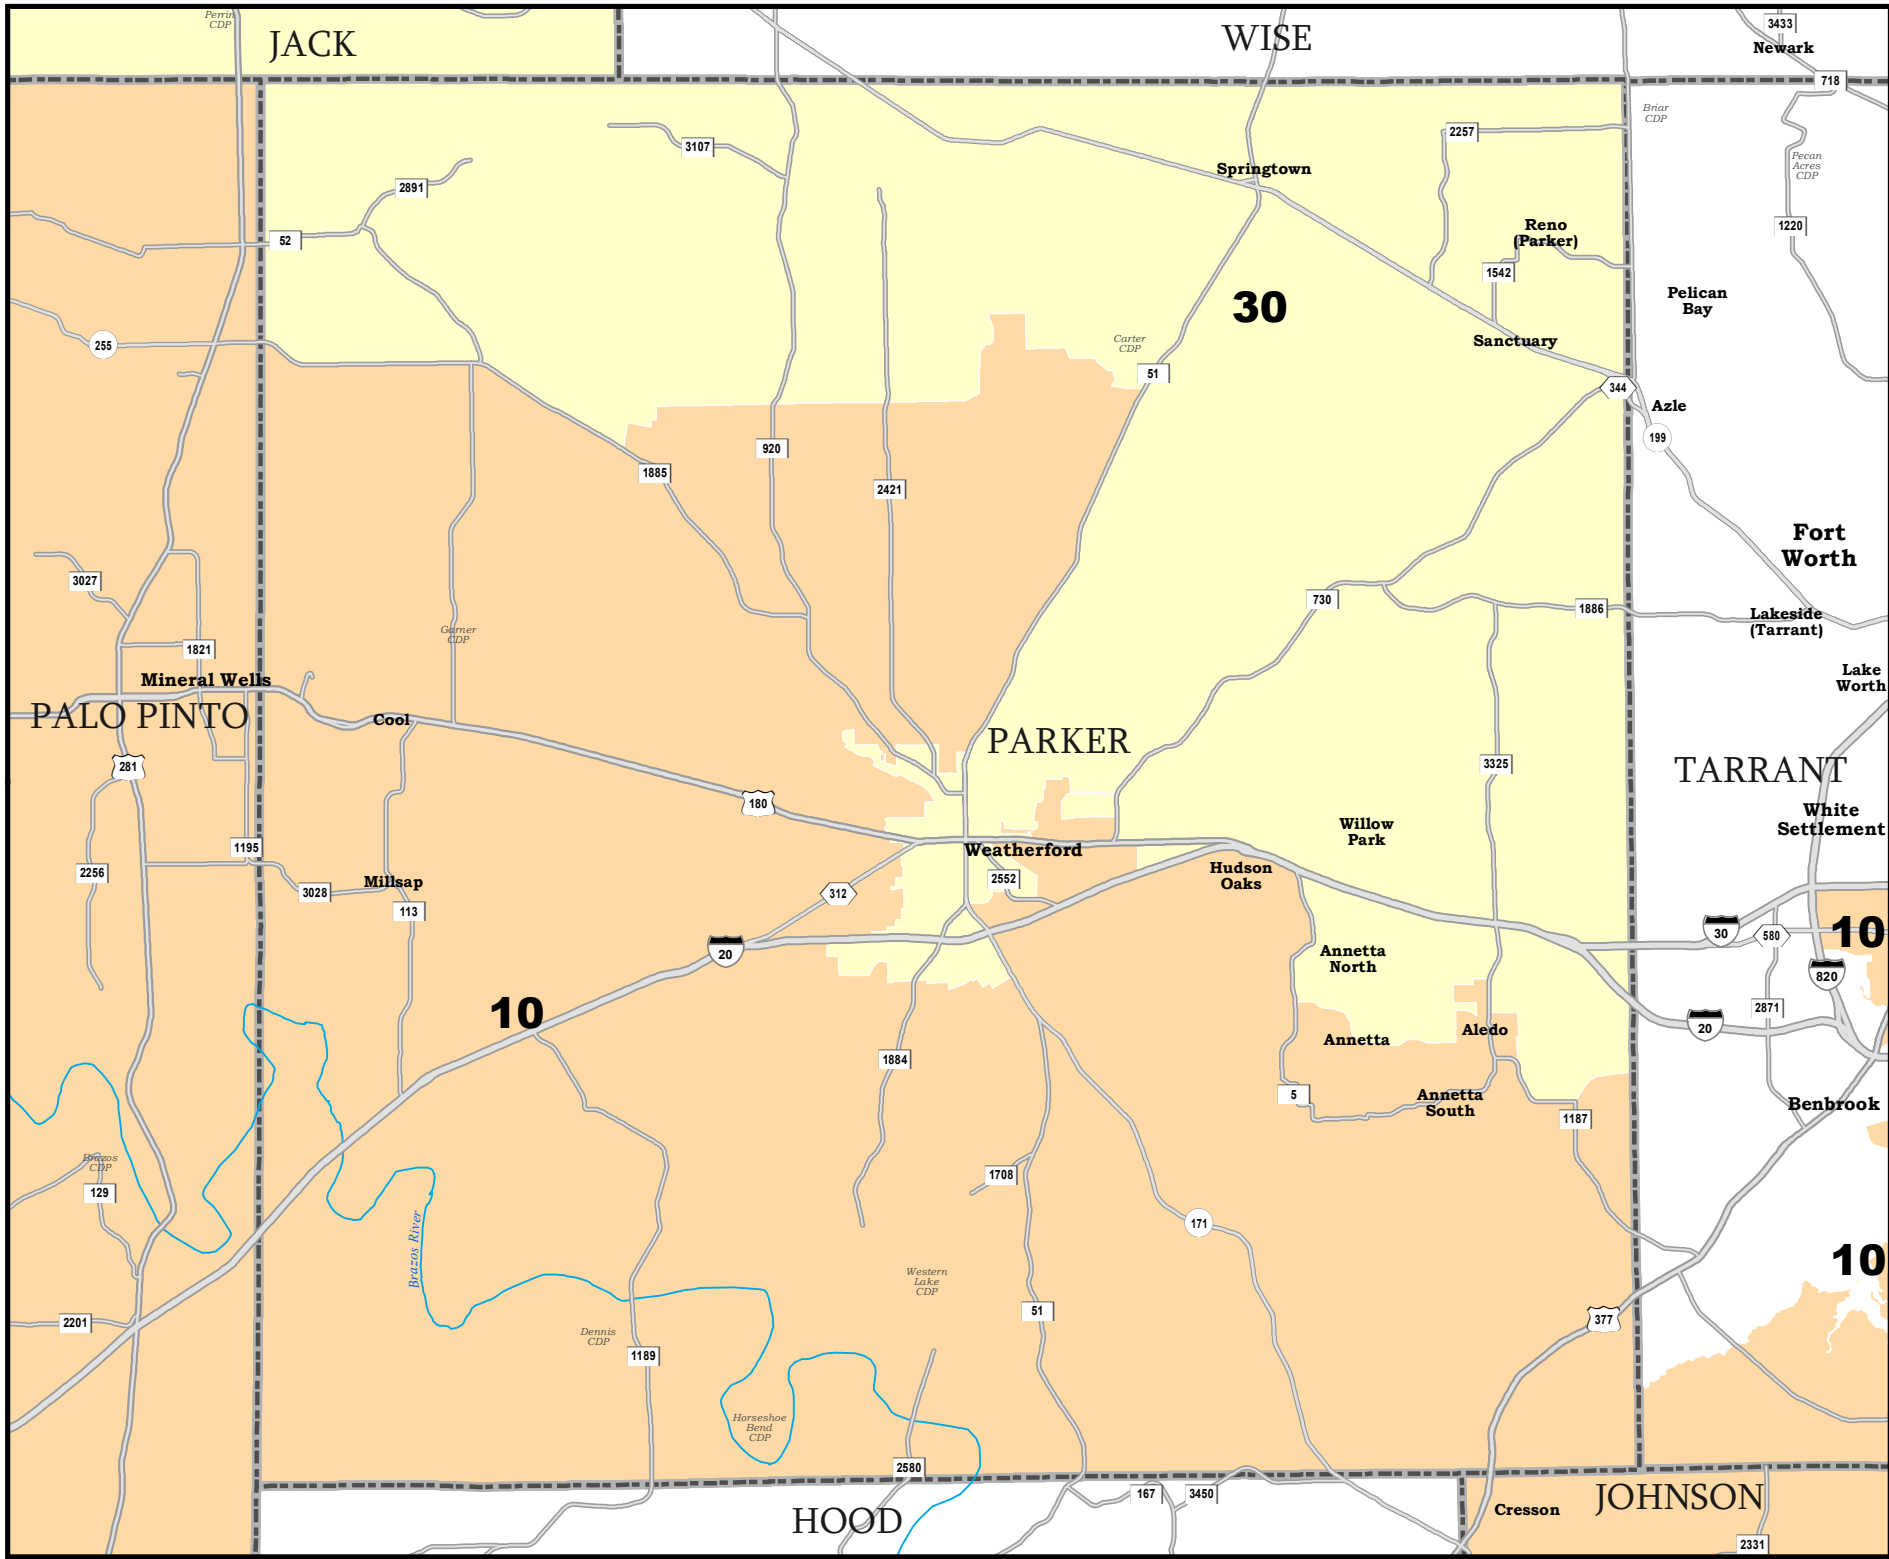 Perrin
CDP
JACK
WISE
3433
Newark
718
Briar
CDP
2257
3107
Pecan
Acres
CDP
Springtown
2891
52
Reno
(Parker)
1220
1542
30
Pelican
Bay
255
Carter
CDP
Sanctuary
51
344
Azle
199
920
1885
2421
Fort
Worth
3027
730
1886
Lakeside
(Tarrant)
Garner
CDP
1821
Mineral Wells
Lake
Worth
PALO PINTO
Cool
PARKER
281
3325
TARRANT
180
White
Settlement
Willow
Park
1195
Weatherford
2256
Hudson
Oaks
2552
3028
Millsap
312
113
30
580
10
20
Annetta
North
820
10
2871
20
Aledo
Annetta
1884
5
Annetta
South
Benbrook
1187
Brazos
CDP
129
1708
171
Brazos River
10
Western
Lake
CDP
51
2201
377
Dennis
CDP
1189
Horseshoe
Bend
CDP
2580
167
3450
JOHNSON
Cresson
HOOD
2331